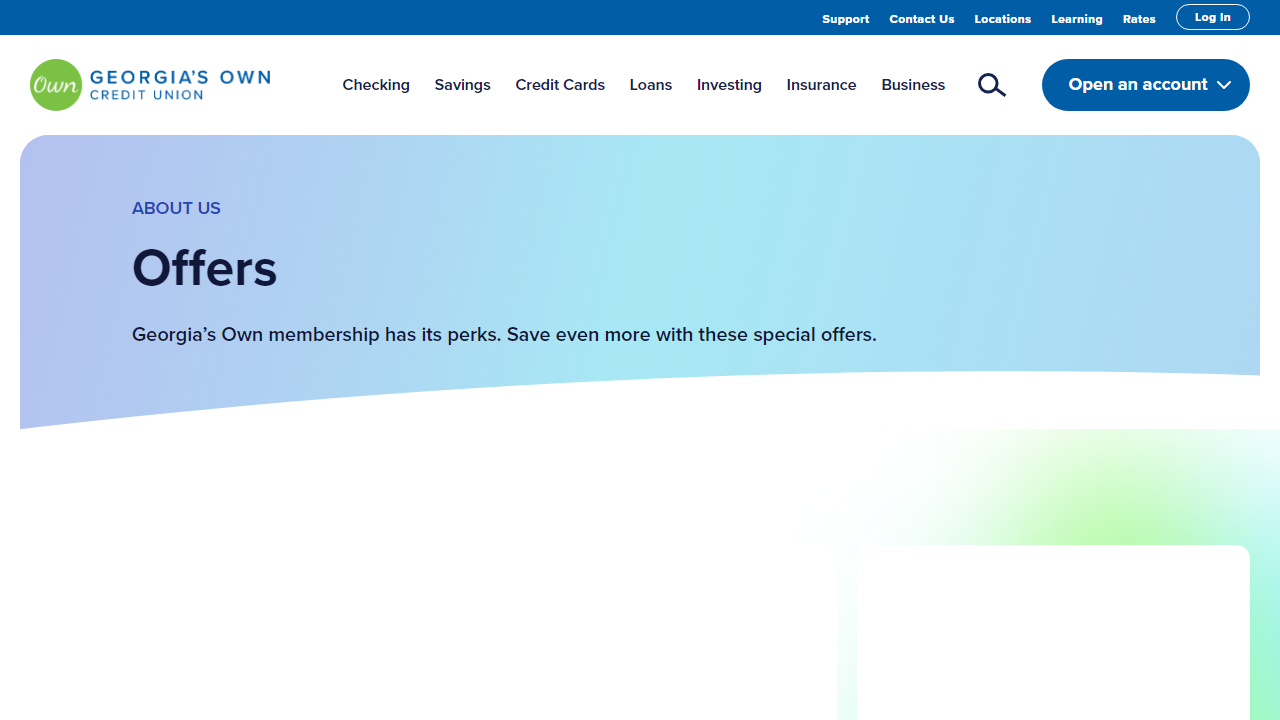 Support Contact Us Locations Learning Rates Log In
Own GEORGIA'S OWN
CREDIT UNION
Checking Savings Credit Cards Loans Investing Insurance Business
Open an account
ABOUT US
Offers
Georgia’s Own membership has its perks. Save even more with these special offers.